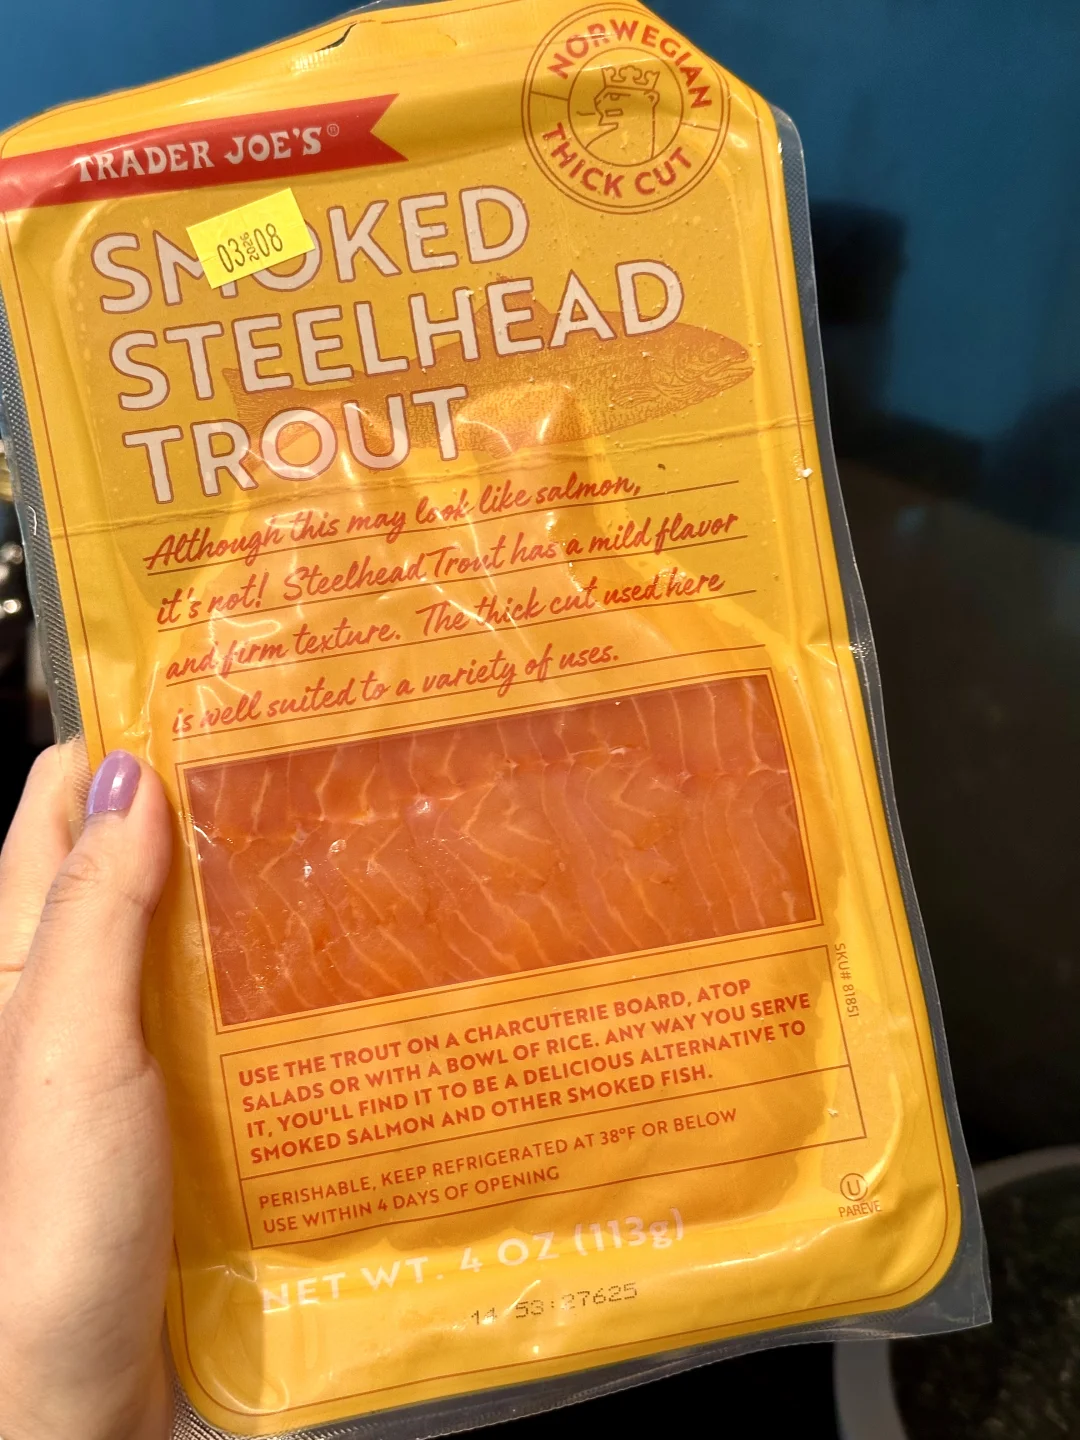 NORWEGIAN
THICK CUT
TRADER JOE'S®
03 2026 08
SMOKED
STEELHEAD
TROUT
Although this may look like salmon,
it's not! Steelhead Trout has a mild flavor
and firm texture. The thick cut used here
is well suited to a variety of uses.
USE THE TROUT ON A CHARCUTERIE BOARD, ATOP
SALADS OR WITH A BOWL OF RICE. ANY WAY YOU SERVE
IT, YOU'LL FIND IT TO BE A DELICIOUS ALTERNATIVE TO
SMOKED SALMON AND OTHER SMOKED FISH.
SKU# 81851
PERISHABLE, KEEP REFRIGERATED AT 38°F OR BELOW
USE WITHIN 4 DAYS OF OPENING
U
PAREVE
NET WT. 4 OZ (113g)
14 53:27625